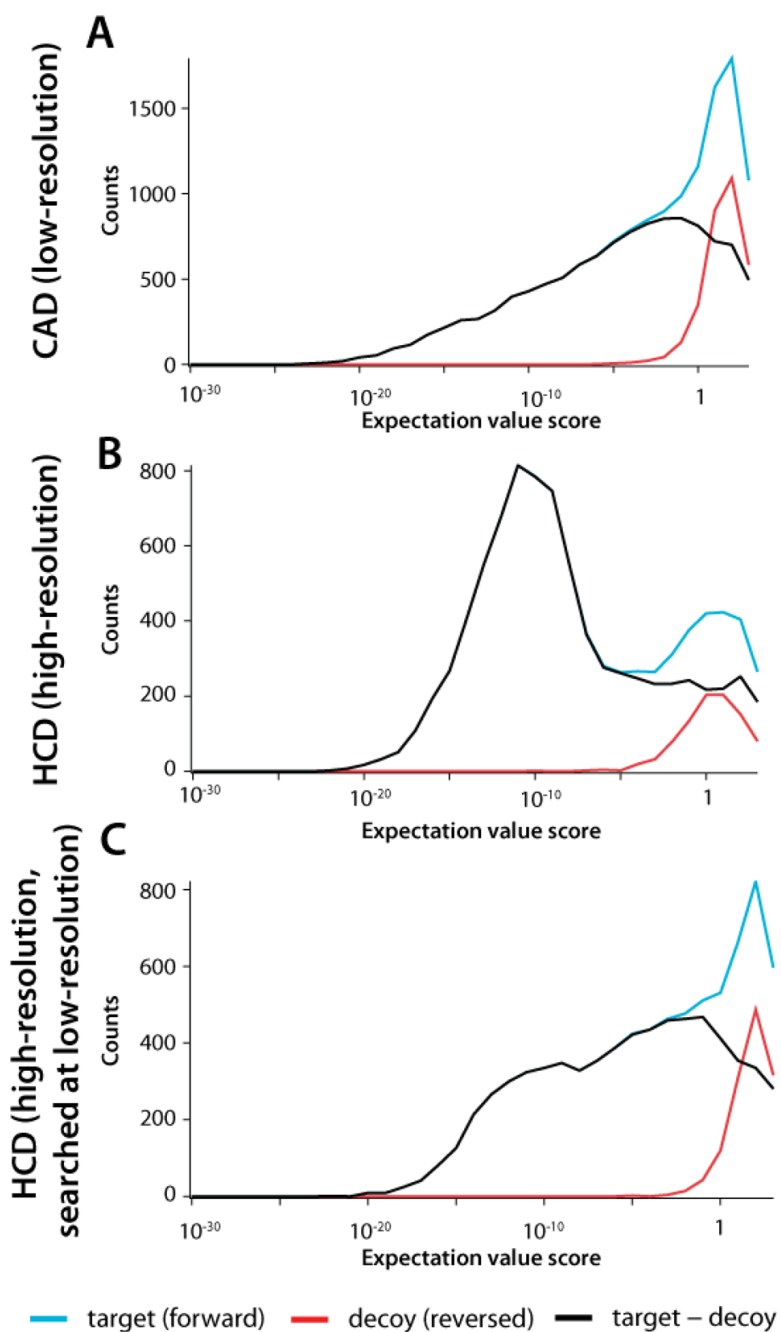 A
CAD (low-resolution)
Counts
1500
1000
500
0
10-30
10-20
10-10
1
Expectation value score
B
HCD (high-resolution)
Counts
800
600
400
200
0
10-30
10-20
10-10
1
Expectation value score
C
HCD (high-resolution,
searched at low-resolution)
Counts
800
600
400
200
0
10-30
10-20
10-10
1
Expectation value score
target (forward)
decoy (reversed)
target – decoy